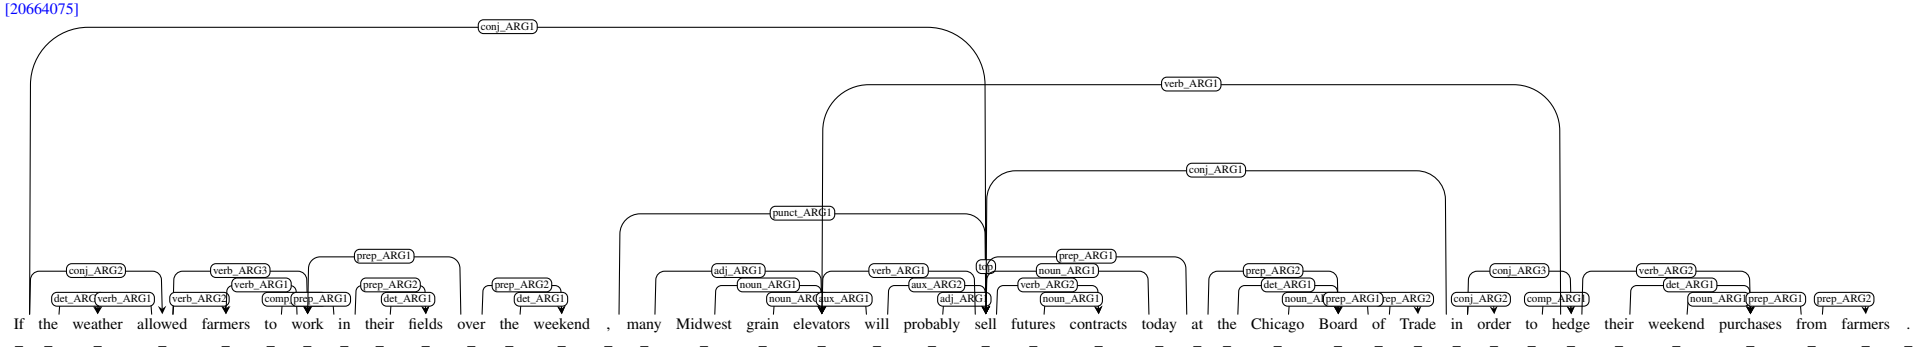 [20664075]
conj_ARG1
verb_ARG1
conj_ARG1
punct_ARG1
prep_ARG1 prep_ARG1
conj_ARG2 verb_ARG3 adj_ARG1 verb_ARG1 top noun_ARG1 prep_ARG2 conj_ARG3 verb_ARG2
verb_ARG1 prep_ARG2 prep_ARG2 noun_ARG1 aux_ARG2 verb_ARG2 det_ARG1 det_ARG1
verb_ARG1 verb_ARG2 prep_ARG1 det_ARG1 det_ARG1 aux_ARG1 noun_ARG1 prep_ARG1 conj_ARG2 comp_ARG1 noun_ARG1 prep_ARG1 prep_ARG2
If the weather allowed farmers to work in their fields over the weekend , many Midwest grain elevators will probably sell futures contracts today at the Chicago Board of Trade in order to hedge their weekend purchases from farmers .